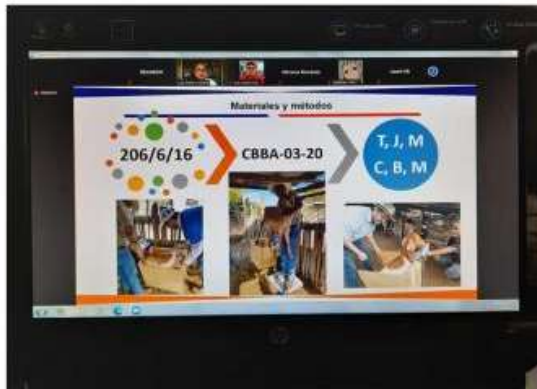 Materiales y métodos
206/6/16
CBBA-03-20
T, J, M
C, B, M